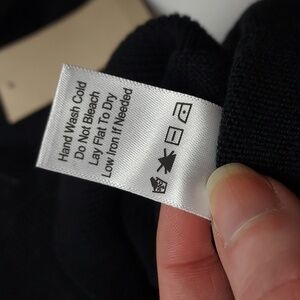 Hand Wash Cold
Do Not Bleach
Lay Flat To Dry
Low Iron If Needed